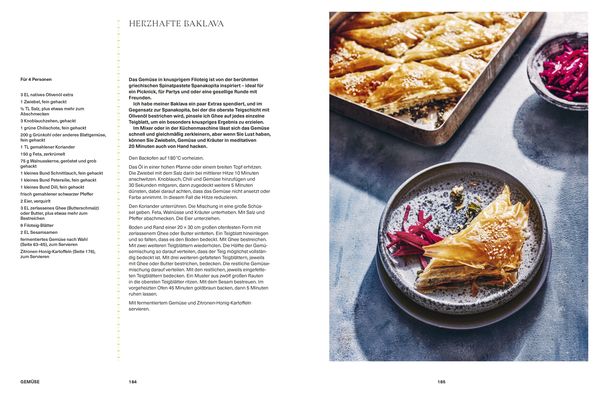 HERZHAFTE BAKLAVA
Für 4 Personen
3 EL natives Olivenöl extra
1 Zwiebel, fein gehackt
½ TL Salz, plus etwas mehr zum
Abschmecken
3 Knoblauchzehen, gehackt
1 grüne Chilischote, fein gehackt
200 g Grünkohl oder anderes Blattgemüse,
fein gehackt
1 TL gemahlener Koriander
150 g Feta, zerkrümelt
75 g Walnusskerne, geröstet und grob
gehackt
1 kleines Bund Schnittlauch, fein gehackt
1 kleines Bund Petersilie, fein gehackt
1 kleines Bund Dill, fein gehackt
frisch gemahlener schwarzer Pfeffer
2 Eier, verquirlt
3 EL zerlassenes Ghee (Butterschmalz)
oder Butter, plus etwas mehr zum
Bestreichen
9 Filoteig-Blätter
2 EL Sesamsamen
fermentiertes Gemüse nach Wahl
(Seite 63–65), zum Servieren
Zitronen-Honig-Kartoffeln (Seite 176),
zum Servieren
Das Gemüse in knusprigem Filoteig ist von der berühmten
griechischen Spinatpastete Spanakopita inspiriert – ideal für
ein Picknick, für Partys und oder eine gesellige Runde mit
Freunden.
Ich habe meiner Baklava ein paar Extras spendiert, und im
Gegensatz zur Spanakopita, bei der die oberste Teigschicht mit
Olivenöl bestrichen wird, pinsele ich Ghee auf jedes einzelne
Teigblatt, um ein besonders knuspriges Ergebnis zu erzielen.
Im Mixer oder in der Küchenmaschine lässt sich das Gemüse
schnell und gleichmäßig zerkleinern, aber wenn Sie Lust haben,
können Sie Zwiebeln, Gemüse und Kräuter in meditativen
20 Minuten auch von Hand hacken.
Den Backofen auf 180 °C vorheizen.
Das Öl in einer hohen Pfanne oder einem breiten Topf erhitzen.
Die Zwiebel mit dem Salz darin bei mittlerer Hitze 10 Minuten
anschwitzen. Knoblauch, Chili und Gemüse hinzufügen und
30 Sekunden mitgaren, dann zugedeckt weitere 5 Minuten
dünsten, dabei darauf achten, dass das Gemüse nicht ansetzt oder
Farbe annimmt. In diesem Fall die Hitze reduzieren.
Den Koriander unterrühren. Die Mischung in eine große Schüs-
sel geben. Feta, Walnüsse und Kräuter unterheben. Mit Salz und
Pfeffer abschmecken. Die Eier unterziehen.
Boden und Rand einer 20 × 30 cm großen ofenfesten Form mit
zerlassenem Ghee oder Butter einfetten. Ein Teigblatt hineinlegen
und so falten, dass es den Boden bedeckt. Mit Ghee bestreichen.
Mit zwei weiteren Teigblättern wiederholen. Die Hälfte der Gemü-
semischung so darauf verteilen, dass der Teig möglichst vollstän-
dig bedeckt ist. Mit drei weiteren gefalteten Teigblättern, jeweils
mit Ghee oder Butter bestrichen, bedecken. Die restliche Gemüse-
mischung darauf verteilen. Mit den restlichen, jeweils eingefette-
ten Teigblättern bedecken. Ein Muster aus zwölf großen Rauten
in die obersten Teigblätter ritzen. Mit dem Sesam bestreuen. Im
vorgeheizten Ofen 45 Minuten goldbraun backen, dann 5 Minuten
ruhen lassen.
Mit fermentiertem Gemüse und Zitronen-Honig-Kartoffeln
servieren.
GEMÜSE
184
185